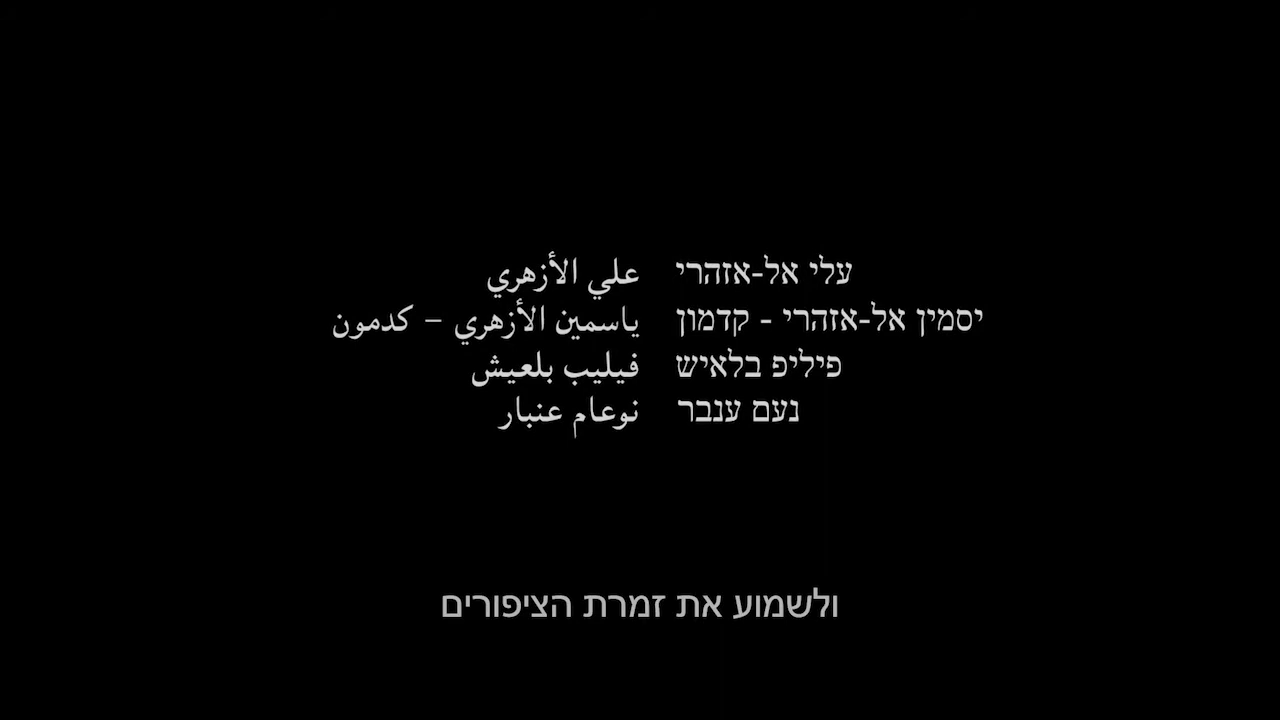 עלי אל-אזהרי علي الأزهري
יסמין אל-אזהרי - קדמון ياسمين الأزهري – كدمون
פיליפ בלאיש فيليب بلعيش
נעם ענבר نوعام عنبار
ולשמוע את זמרת הציפורים